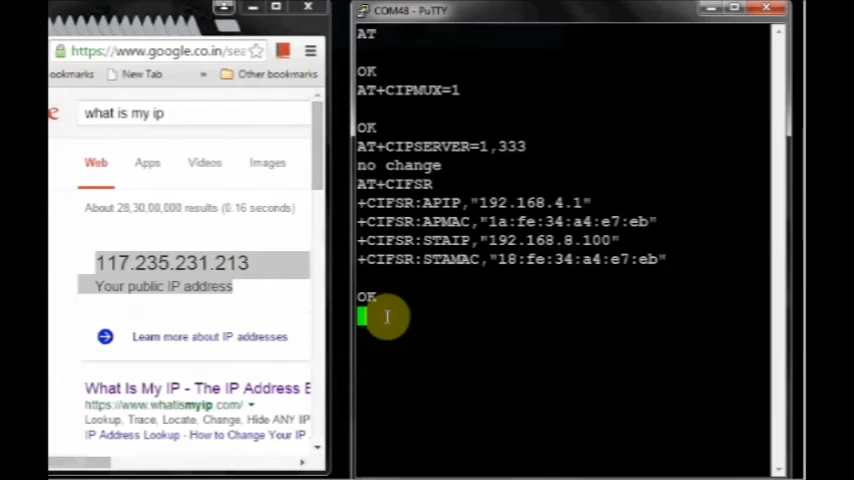 https://www.google.co.in/sea
ookmarks New Tab » Other bookmarks
e what is my ip
Web Apps Videos Images
About 28,30,00,000 results (0.16 seconds)
117.235.231.213
Your public IP address
Learn more about IP addresses
What Is My IP - The IP Address B
https://www.whatismyip.com/
Lookup, Trace, Locate, Change, Hide ANY IP
IP Address Lookup - How to Change Your IP
COM48 - PuTTY
AT
OK
AT+CIPMUX=1
OK
AT+CIPSERVER=1,333
no change
AT+CIFSR
+CIFSR:APIP,"192.168.4.1"
+CIFSR:APMAC,"1a:fe:34:a4:e7:eb"
+CIFSR:STAIP,"192.168.8.100"
+CIFSR:STAMAC,"18:fe:34:a4:e7:eb"
OK